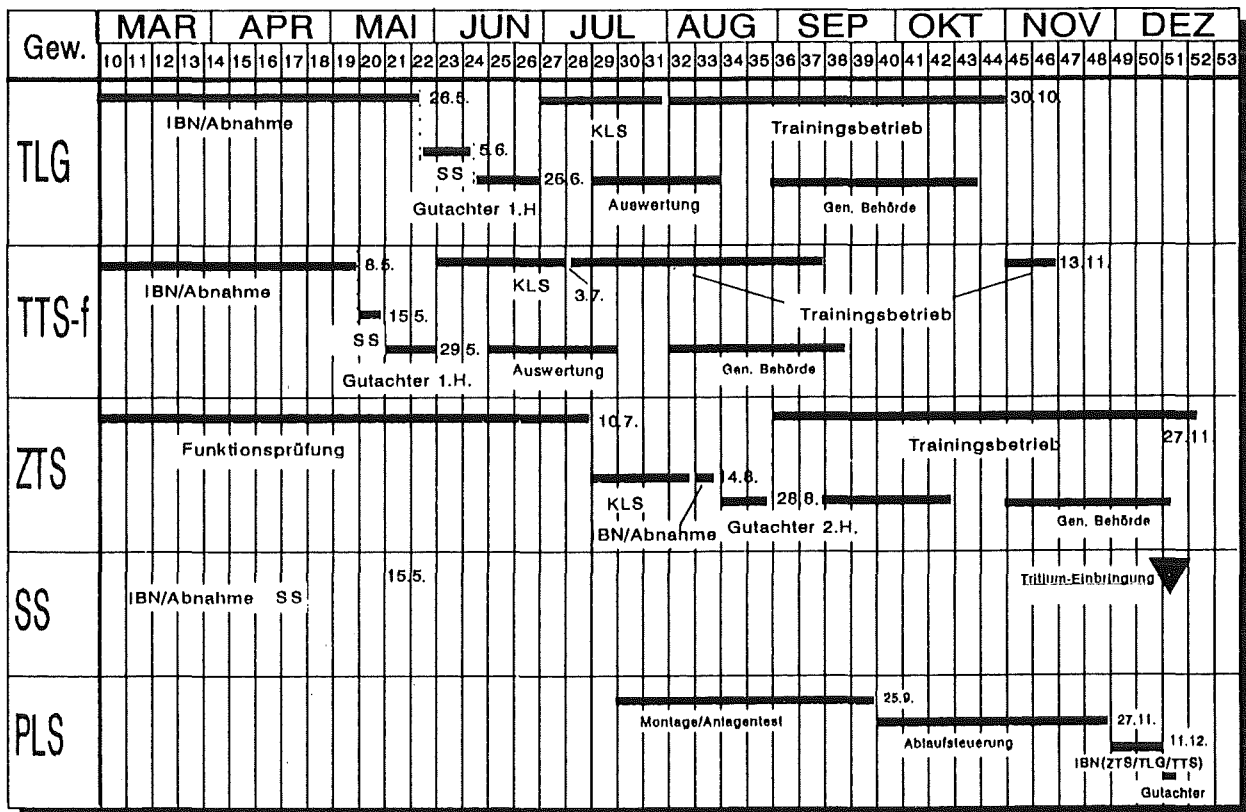 Gew. MAR APR MAI JUN JUL AUG SEP OKT NOV DEZ
10 11 12 13 14 15 16 17 18 19 20 21 22 23 24 25 26 27 28 29 30 31 32 33 34 35 36 37 38 39 40 41 42 43 44 45 46 47 48 49 50 51 52 53
TLG
26.5. 30.10.
IBN/Abnahme KLS Trainingsbetrieb
5.6.
SS 26.6.
Gutachter 1.H Auswertung Gen. Behörde
TTS-f
8.5. 13.11.
IBN/Abnahme KLS 3.7.
15.5. Trainingsbetrieb
SS 29.5.
Gutachter 1.H. Auswertung Gen. Behörde
ZTS
10.7. 27.11.
Funktionsprüfung Trainingsbetrieb
14.8.
KLS 28.8.
BN/Abnahme Gutachter 2.H. Gen. Behörde
SS
15.5. Tritium-Einbringung
IBN/Abnahme SS
PLS
25.9.
Montage/Anlagentest 27.11.
Ablaufsteuerung 11.12.
IBN(ZTS/TLG/TTS)
Gutachter